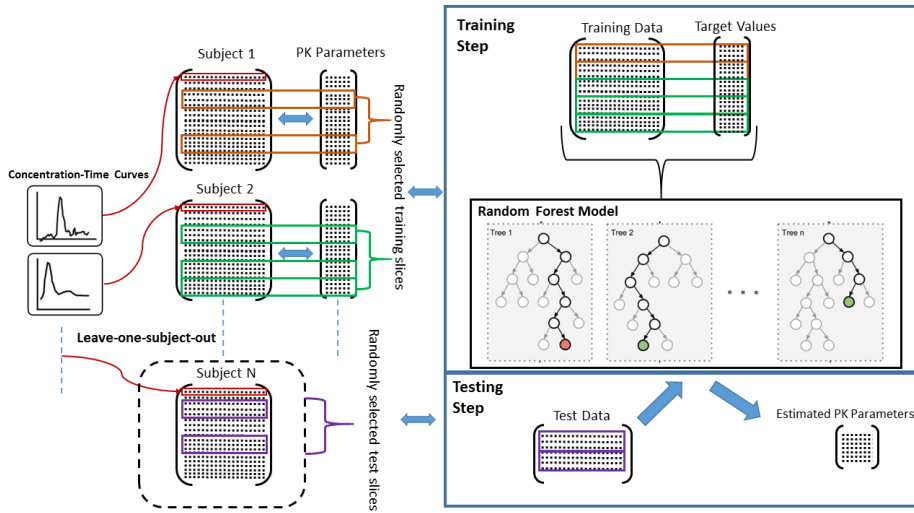 Subject 1
PK Parameters
Randomly selected training slices
Concentration-Time Curves
Subject 2
Leave-one-subject-out
Subject N
Randomly selected test slices
Training
Step
Training Data
Target Values
Random Forest Model
Tree 1
Tree 2
Tree n
Testing
Step
Test Data
Estimated PK Parameters